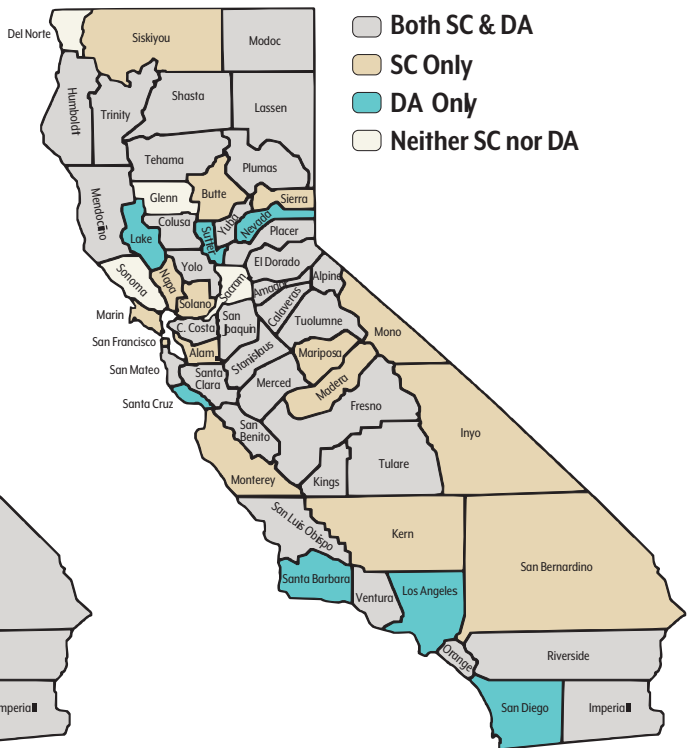 Both SC & DA
SC Only
DA Only
Neither SC nor DA
Del Norte
Siskiyou
Modoc
Humboldt
Trinity
Shasta
Lassen
Tehama
Plumas
Mendocino
Glenn
Butte
Sierra
Lake
Colusa
Sutter
Yuba
Nevada
Placer
Sonoma
Napa
Yolo
El Dorado
Solano
Sacram
Amador
Alpine
Marin
C. Costa
San
Joaquin
Calaveras
Tuolumne
Mono
San Francisco
Alam
Stanislaus
Mariposa
San Mateo
Santa
Clara
Merced
Madera
Santa Cruz
Fresno
San
Benito
Inyo
Monterey
Kings
Tulare
San Luis Obispo
Kern
San Bernardino
Santa Barbara
Ventura
Los Angeles
Orange
Riverside
mperial
San Diego
Imperial